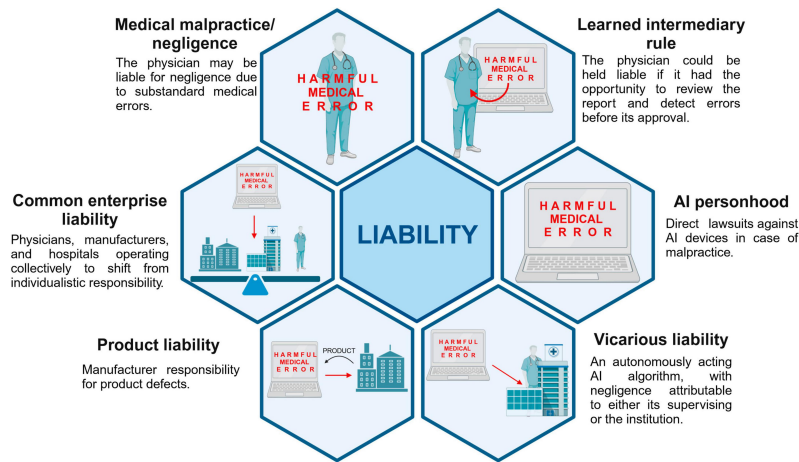 Medical malpractice/
negligence
The physician may be
liable for negligence due
to substandard medical
errors.
HARMFUL
MEDICAL
ERROR
Learned intermediary
rule
The physician could be
held liable if it had the
opportunity to review the
report and detect errors
before its approval.
HARMFUL
MEDICAL
ERROR
Common enterprise
liability
Physicians, manufacturers,
and hospitals operating
collectively to shift from
individualistic responsibility.
HARMFUL
MEDICAL
ERROR
LIABILITY
HARMFUL
MEDICAL
ERROR
AI personhood
Direct lawsuits against
AI devices in case of
malpractice.
Product liability
Manufacturer responsibility
for product defects.
HARMFUL
MEDICAL
ERROR
PRODUCT
HARMFUL
MEDICAL
ERROR
Vicarious liability
An autonomously acting
AI algorithm, with
negligence attributable
to either its supervising
or the institution.